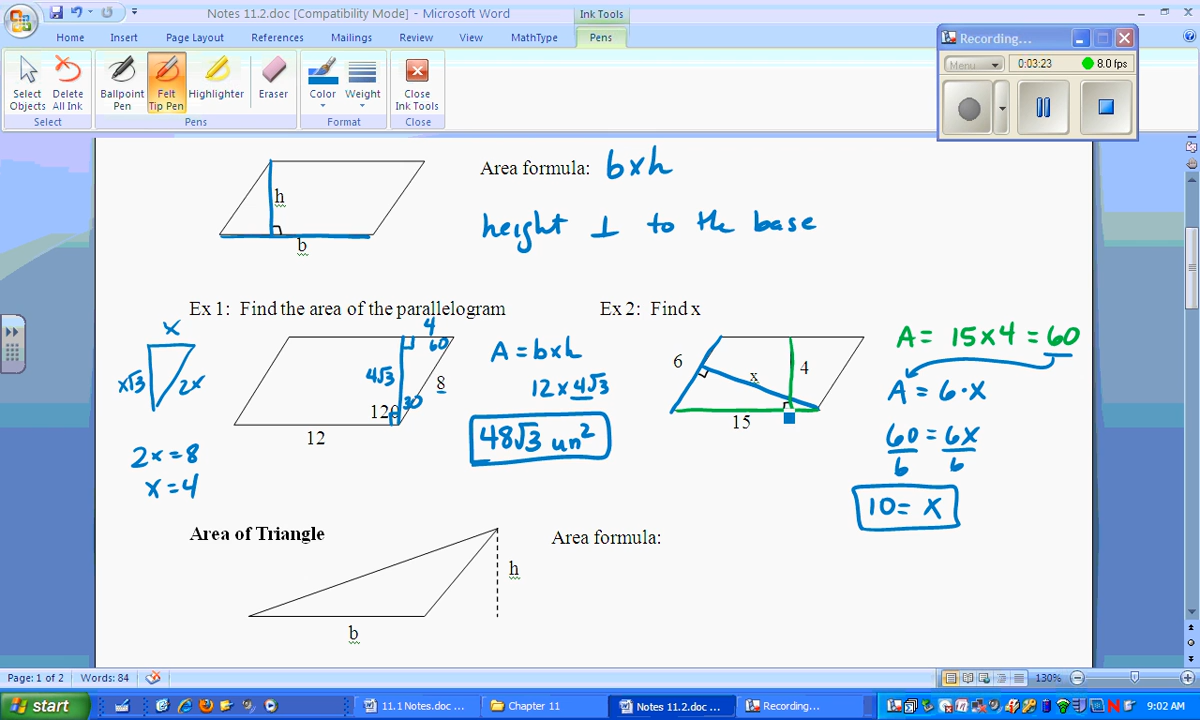 Notes 11.2.doc [Compatibility Mode] - Microsoft Word
Ink Tools
Home Insert Page Layout References Mailings Review View MathType Pens
Recording...
Menu 0:03:23 8.0 fps
Select Objects
Delete All Ink
Ballpoint Pen
Felt Tip Pen
Highlighter
Eraser
Color
Weight
Close Ink Tools
Select Pens Format Close
Area formula: b x h
h
b
height ⊥ to the base
Ex 1: Find the area of the parallelogram
Ex 2: Find x
x
x√3
2x
2x = 8
x = 4
4
60
4√3
8
120
30
12
A = b x h
12 x 4√3
48√3 un²
6
x
4
15
A = 15 x 4 = 60
A = 6 · x
60 = 6x
6 6
10 = x
Area of Triangle
Area formula:
h
b
Page: 1 of 2 Words: 84 130%
start 11.1 Notes.doc ... Chapter 11 Notes 11.2.doc ... Recording... 9:02 AM